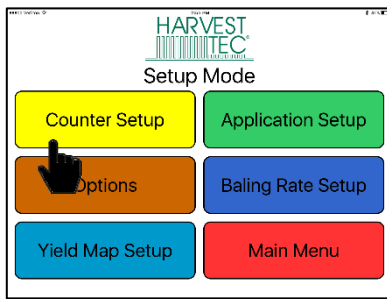 HARVEST
TEC
Setup Mode
Counter Setup
Application Setup
Options
Baling Rate Setup
Yield Map Setup
Main Menu